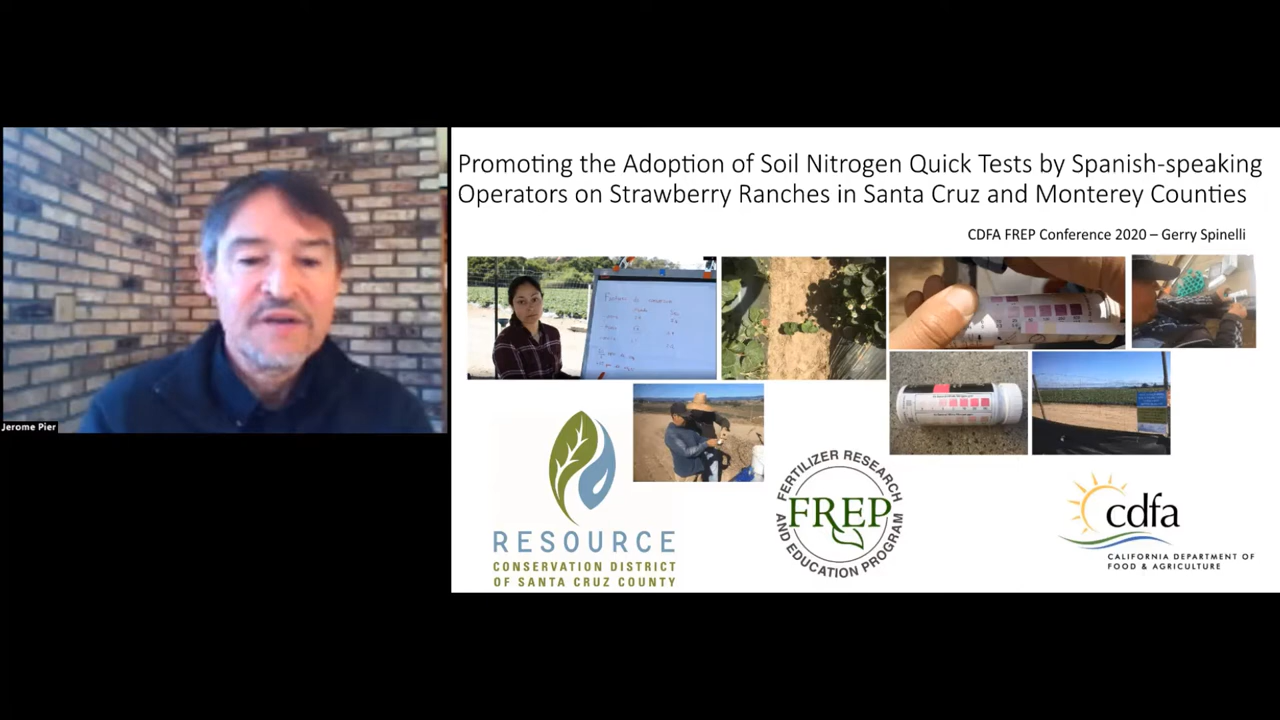 Promoting the Adoption of Soil Nitrogen Quick Tests by Spanish-speaking
Operators on Strawberry Ranches in Santa Cruz and Monterey Counties
CDFA FREP Conference 2020 – Gerry Spinelli
Jerome Pier
RESOURCE
CONSERVATION DISTRICT
OF SANTA CRUZ COUNTY
FERTILIZER RESEARCH
FREP
AND EDUCATION PROGRAM
cdfa
CALIFORNIA DEPARTMENT OF
FOOD & AGRICULTURE